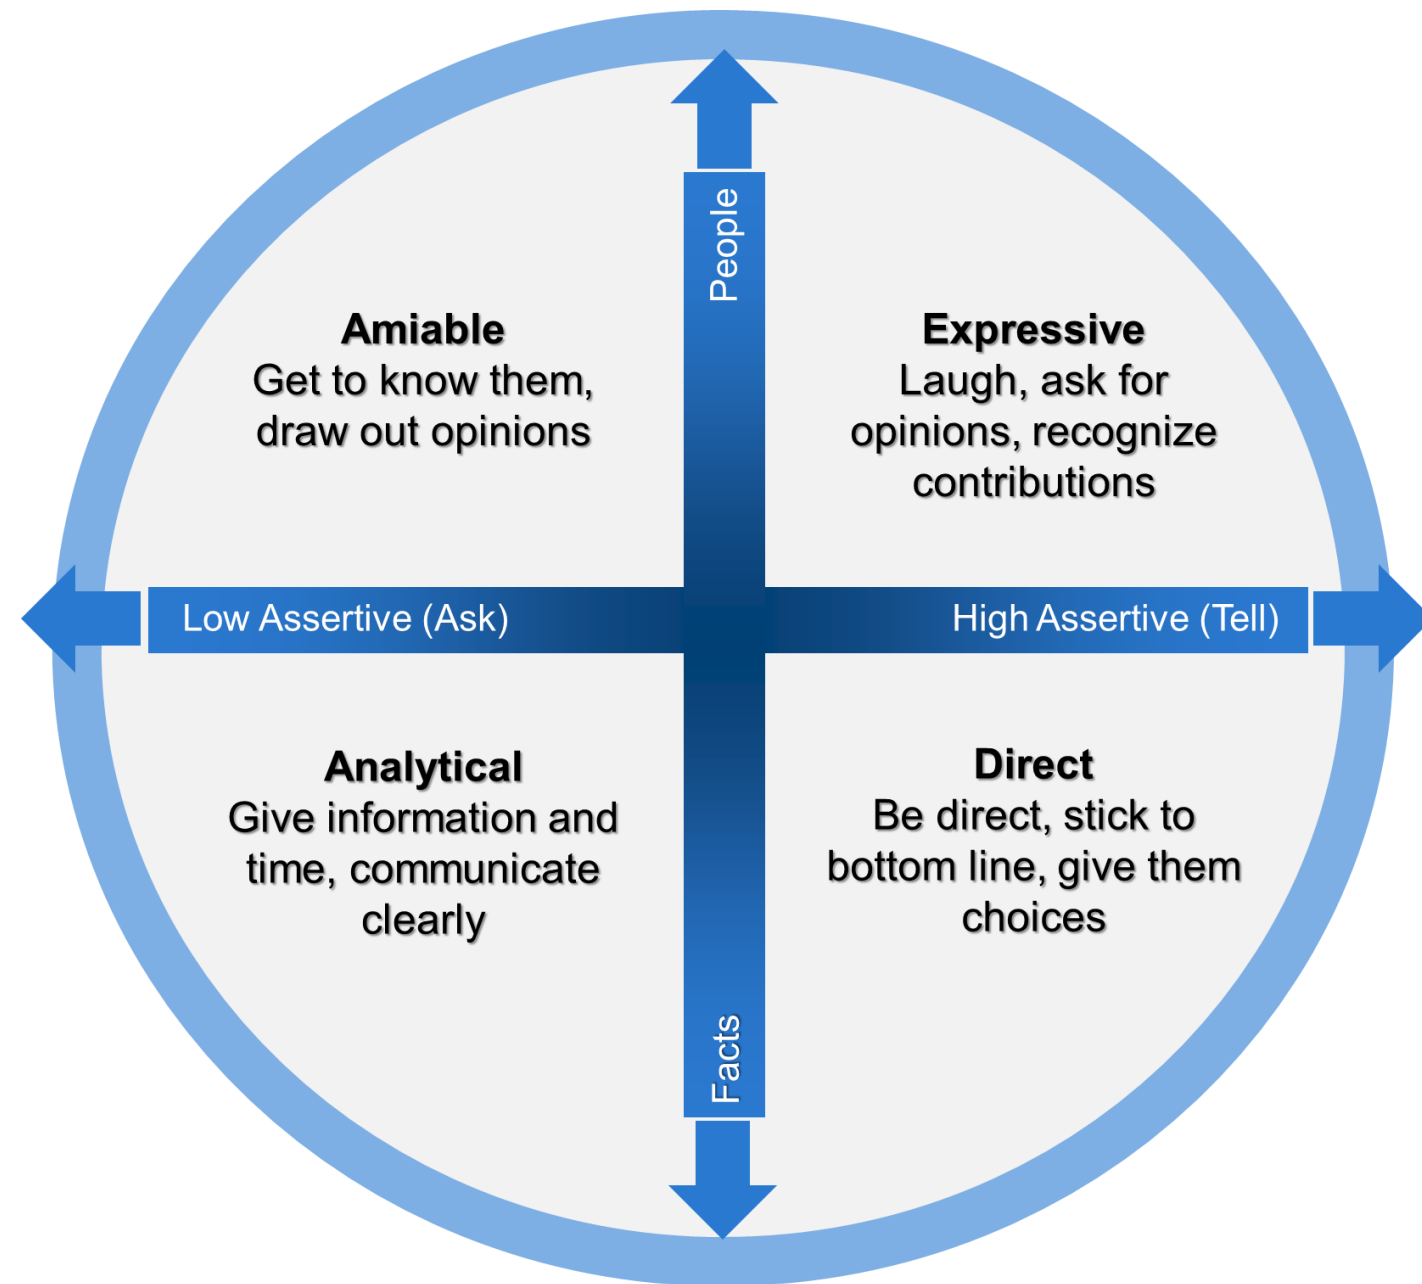 People
Amiable
Get to know them,
draw out opinions
Expressive
Laugh, ask for
opinions, recognize
contributions
Low Assertive (Ask)
High Assertive (Tell)
Analytical
Give information and
time, communicate
clearly
Direct
Be direct, stick to
bottom line, give them
choices
Facts